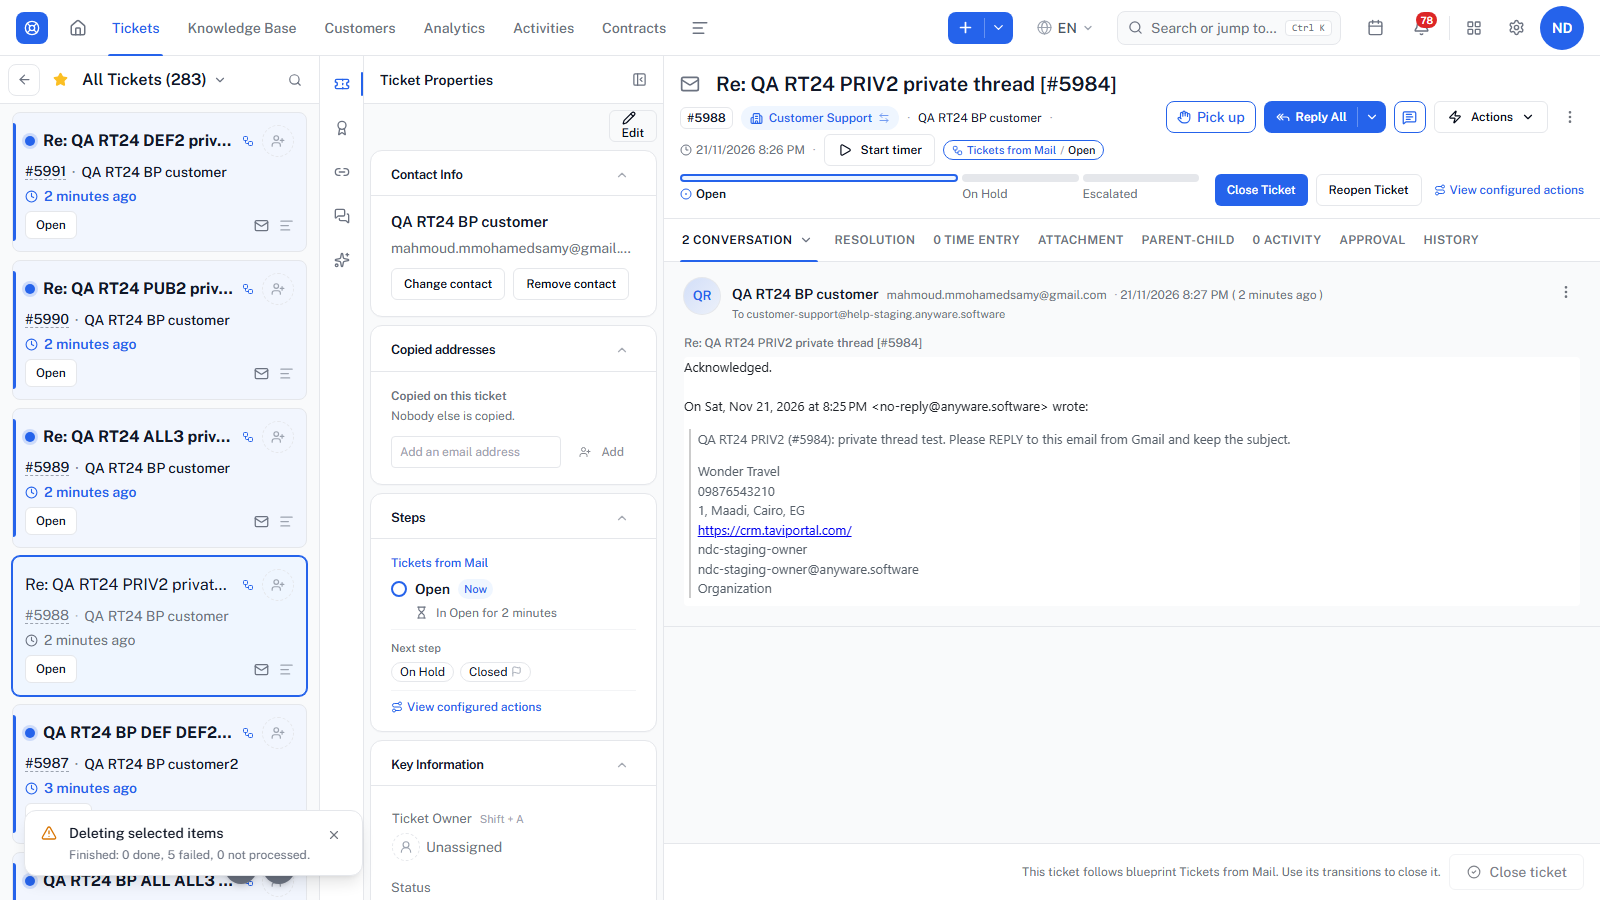 Tickets
Knowledge Base
Customers
Analytics
Activities
Contracts
EN
Search or jump to...
Ctrl K
78
ND
All Tickets (283)
Re: QA RT24 DEF2 priv...
#5991 · QA RT24 BP customer
2 minutes ago
Open
Re: QA RT24 PUB2 priv...
#5990 · QA RT24 BP customer
2 minutes ago
Open
Re: QA RT24 ALL3 priv...
#5989 · QA RT24 BP customer
2 minutes ago
Open
Re: QA RT24 PRIV2 privat...
#5988 · QA RT24 BP customer
2 minutes ago
Open
QA RT24 BP DEF DEF2...
#5987 · QA RT24 BP customer2
3 minutes ago
Deleting selected items
Finished: 0 done, 5 failed, 0 not processed.
QA RT24 BP ALL ALL3 ...
Ticket Properties
Edit
Contact Info
QA RT24 BP customer
mahmoud.mmohamedsamy@gmail....
Change contact
Remove contact
Copied addresses
Copied on this ticket
Nobody else is copied.
Add an email address
Add
Steps
Tickets from Mail
Open Now
In Open for 2 minutes
Next step
On Hold
Closed
View configured actions
Key Information
Ticket Owner Shift + A
Unassigned
Status
Re: QA RT24 PRIV2 private thread [#5984]
#5988
Customer Support
· QA RT24 BP customer ·
Pick up
Reply All
Actions
21/11/2026 8:26 PM ·
Start timer
Tickets from Mail / Open
Open
On Hold
Escalated
Close Ticket
Reopen Ticket
View configured actions
2 CONVERSATION
RESOLUTION
0 TIME ENTRY
ATTACHMENT
PARENT-CHILD
0 ACTIVITY
APPROVAL
HISTORY
QR
QA RT24 BP customer mahmoud.mmohamedsamy@gmail.com · 21/11/2026 8:27 PM ( 2 minutes ago )
To customer-support@help-staging.anyware.software
Re: QA RT24 PRIV2 private thread [#5984]
Acknowledged.
On Sat, Nov 21, 2026 at 8:25 PM <no-reply@anyware.software> wrote:
QA RT24 PRIV2 (#5984): private thread test. Please REPLY to this email from Gmail and keep the subject.
Wonder Travel
09876543210
1, Maadi, Cairo, EG
https://crm.taviportal.com/
ndc-staging-owner
ndc-staging-owner@anyware.software
Organization
This ticket follows blueprint Tickets from Mail. Use its transitions to close it.
Close ticket